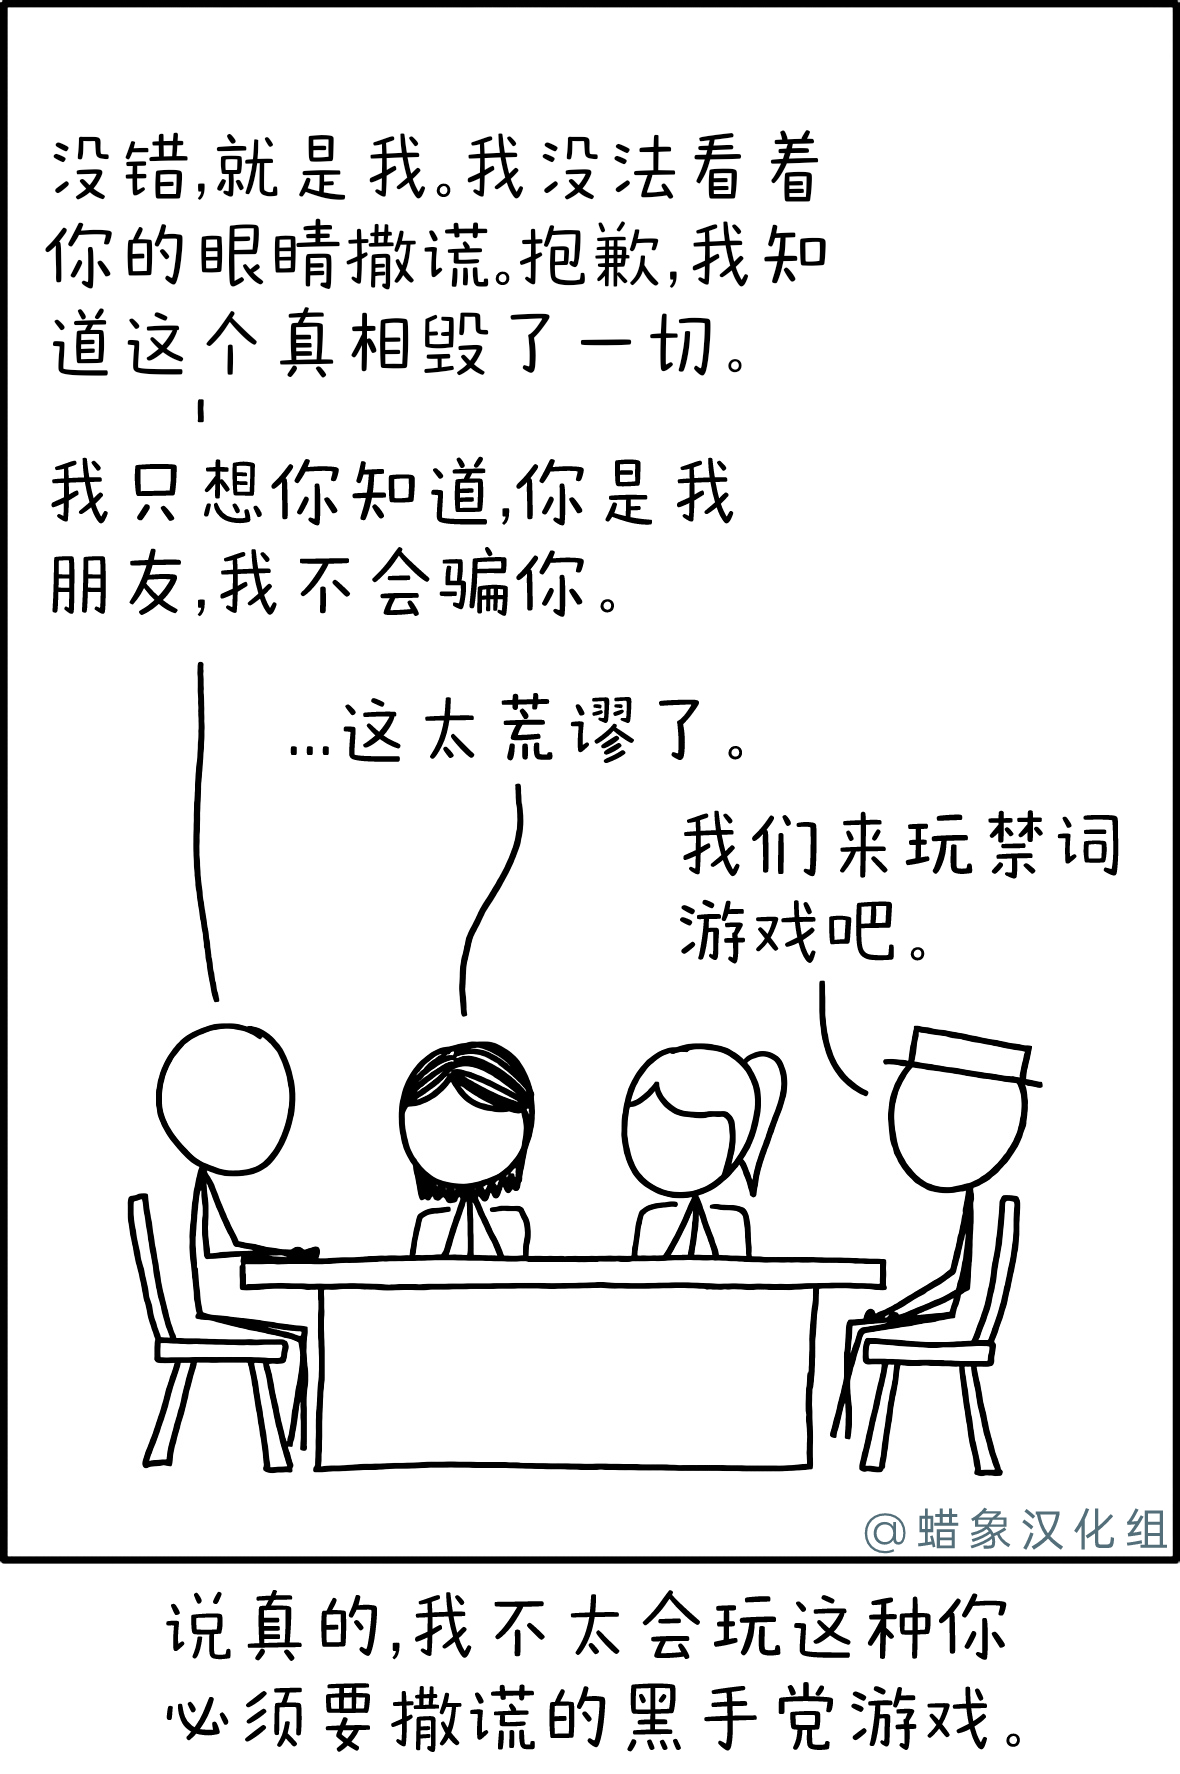 没错,就是我。我没法看着
你的眼睛撒谎。抱歉,我知
道这个真相毁了一切。
我只想你知道,你是我
朋友,我不会骗你。
...这太荒谬了。
我们来玩禁词
游戏吧。
@蜡象汉化组
说真的,我不太会玩这种你
必须要撒谎的黑手党游戏。